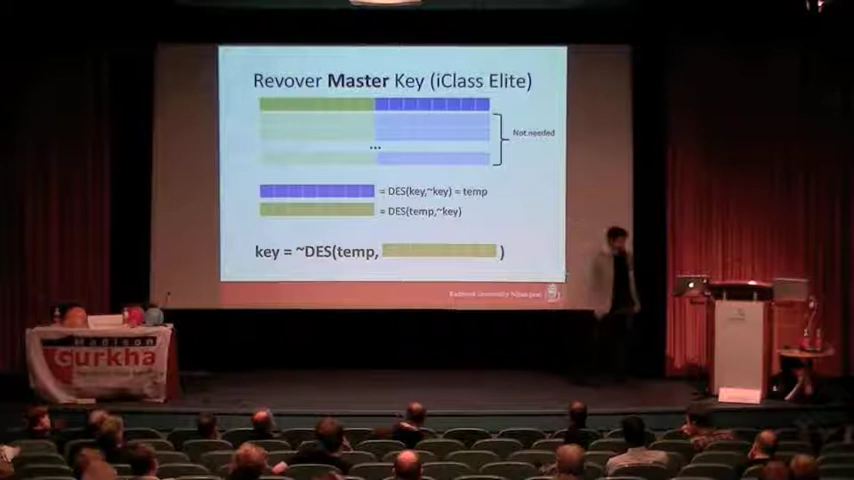 Revover Master Key (iClass Elite)
Not needed
...
= DES(key,~key) = temp
= DES(temp,~key)
key = ~DES(temp, )
Radboud University Nijmegen
Madison
Gurkha